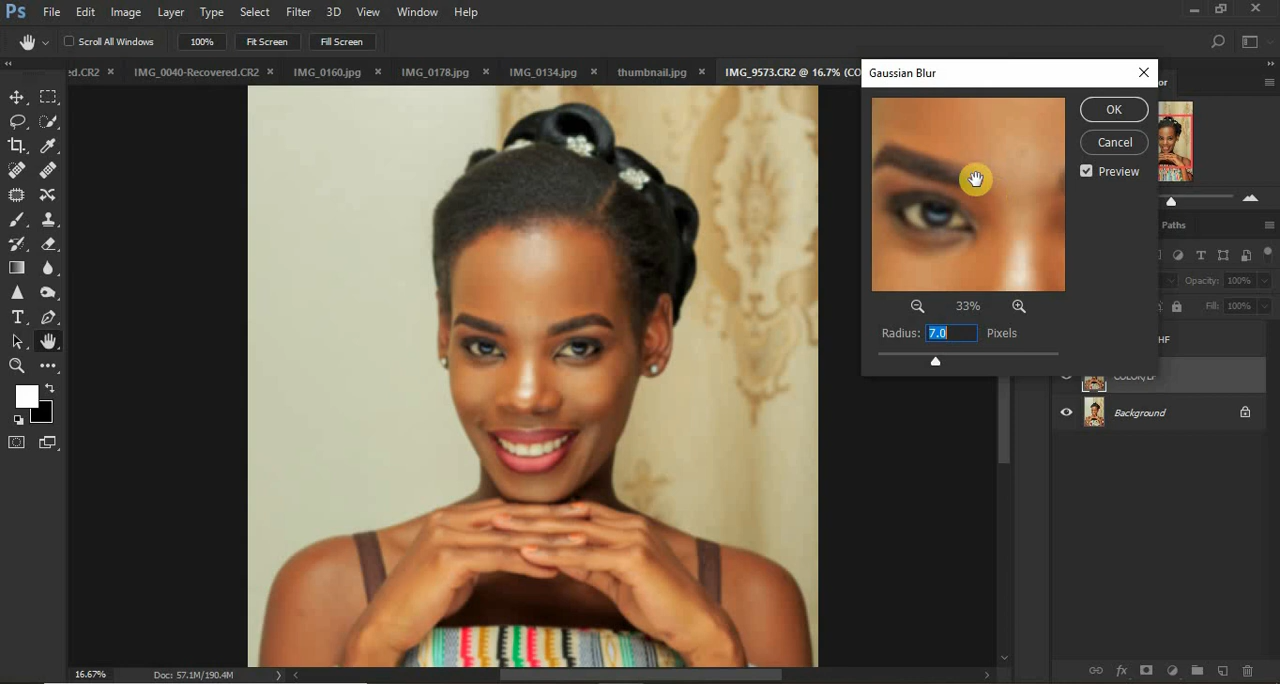 Ps File Edit Image Layer Type Select Filter 3D View Window Help
Scroll All Windows 100% Fit Screen Fill Screen
ed.CR2 × IMG_0040-Recovered.CR2 × IMG_0160.jpg × IMG_0178.jpg × IMG_0134.jpg × thumbnail.jpg × IMG_9573.CR2 @ 16.7% (CO
Gaussian Blur
OK
Cancel
Preview
33%
Radius: 7.0 Pixels
or
Paths
Opacity: 100%
Fill: 100%
HF
COLOR/LF
Background
16.67% Doc: 57.1M/190.4M